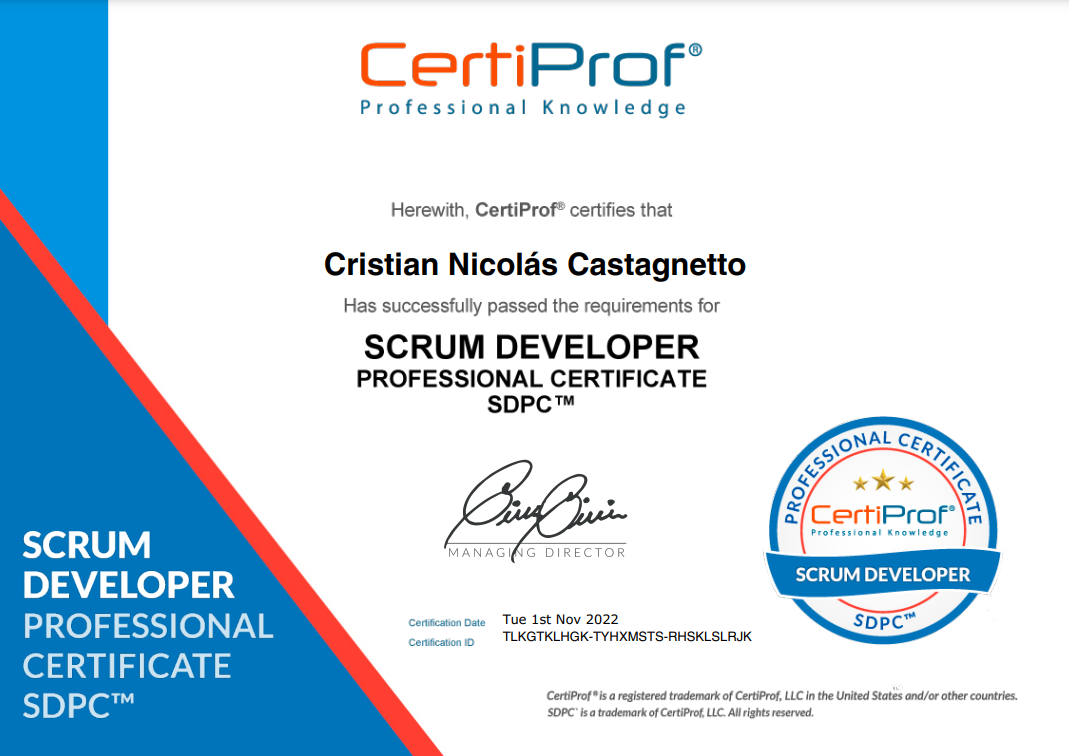 CertiProf®
Professional Knowledge
Herewith, CertiProf® certifies that
Cristian Nicolás Castagnetto
Has successfully passed the requirements for
SCRUM DEVELOPER
PROFESSIONAL CERTIFICATE
SDPC™
MANAGING DIRECTOR
Certification Date Tue 1st Nov 2022
Certification ID TLKGTKLHGK-TYHXMSTS-RHSKLSLRJK
SCRUM
DEVELOPER
PROFESSIONAL
CERTIFICATE
SDPC™
PROFESSIONAL CERTIFICATE
CertiProf®
Professional Knowledge
SCRUM DEVELOPER
SDPC™
CertiProf® is a registered trademark of CertiProf, LLC in the United States and/or other countries.
SDPC™ is a trademark of CertiProf, LLC. All rights reserved.